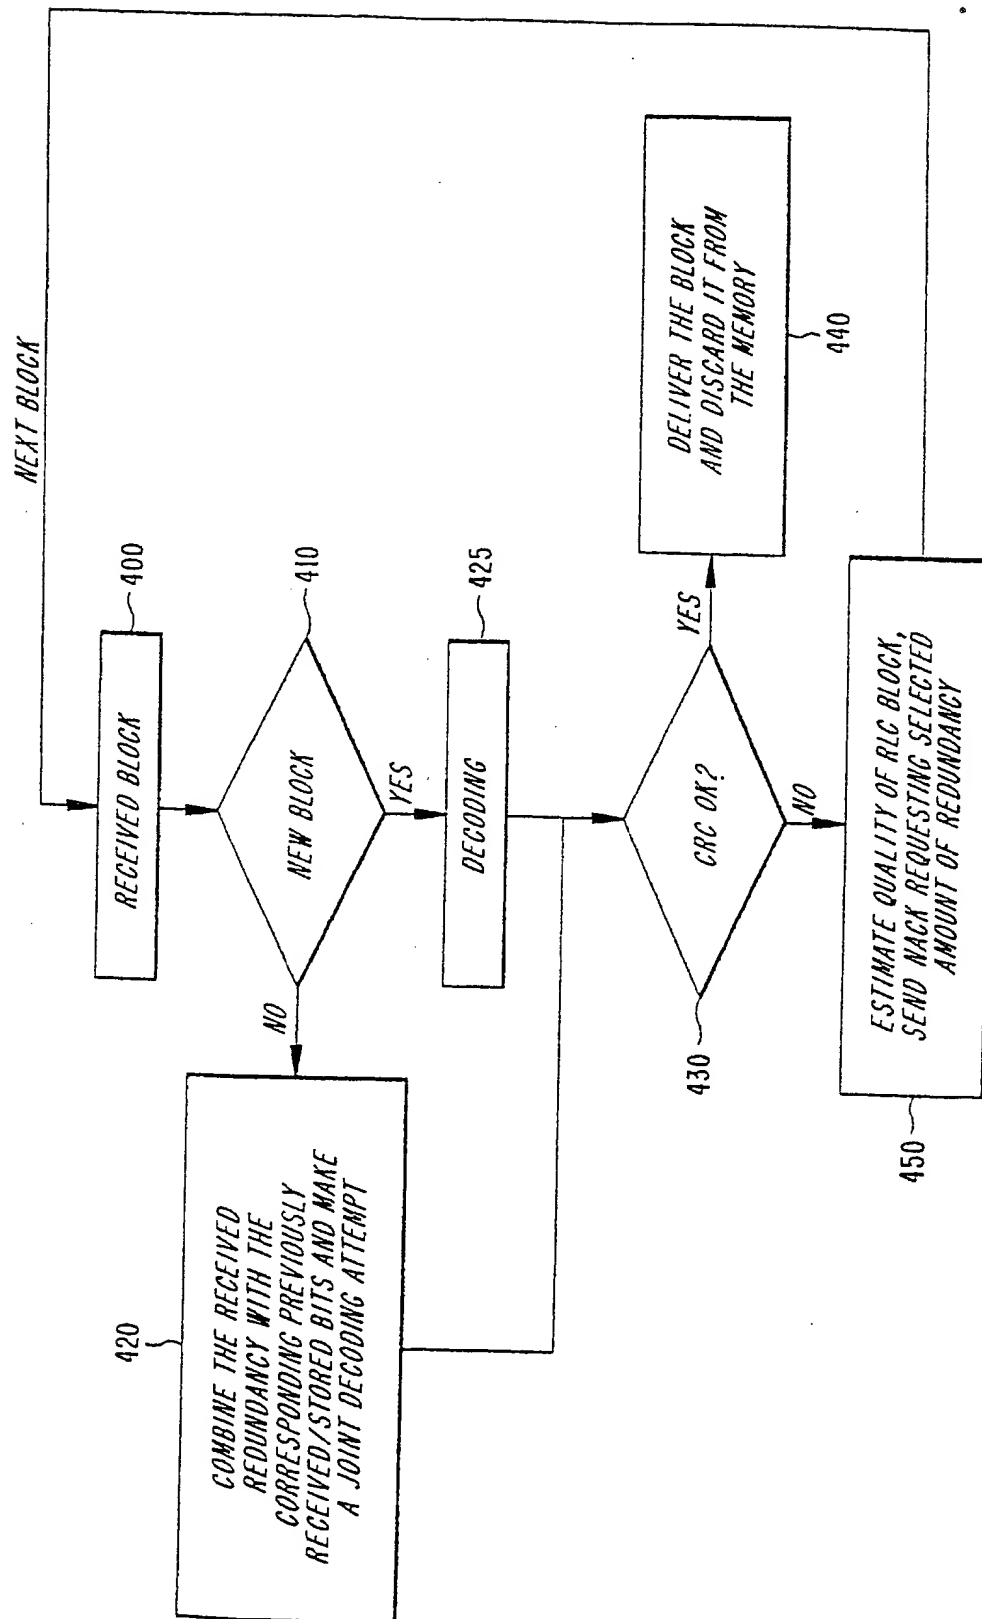 NEXT BLOCK
RECEIVED BLOCK
400
NEW BLOCK
410
NO
YES
COMBINE THE RECEIVED
REDUNDANCY WITH THE
CORRESPONDING PREVIOUSLY
RECEIVED/STORED BITS AND MAKE
A JOINT DECODING ATTEMPT
420
DECODING
425
CRC OK?
430
YES
NO
DELIVER THE BLOCK
AND DISCARD IT FROM
THE MEMORY
440
ESTIMATE QUALITY OF RLC BLOCK,
SEND NACK REQUESTING SELECTED
AMOUNT OF REDUNDANCY
450